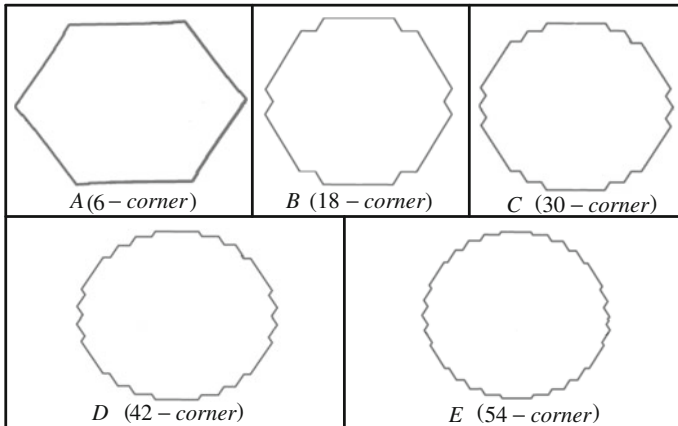 A (6 – corner)
B (18 – corner)
C (30 – corner)
D (42 – corner)
E (54 – corner)